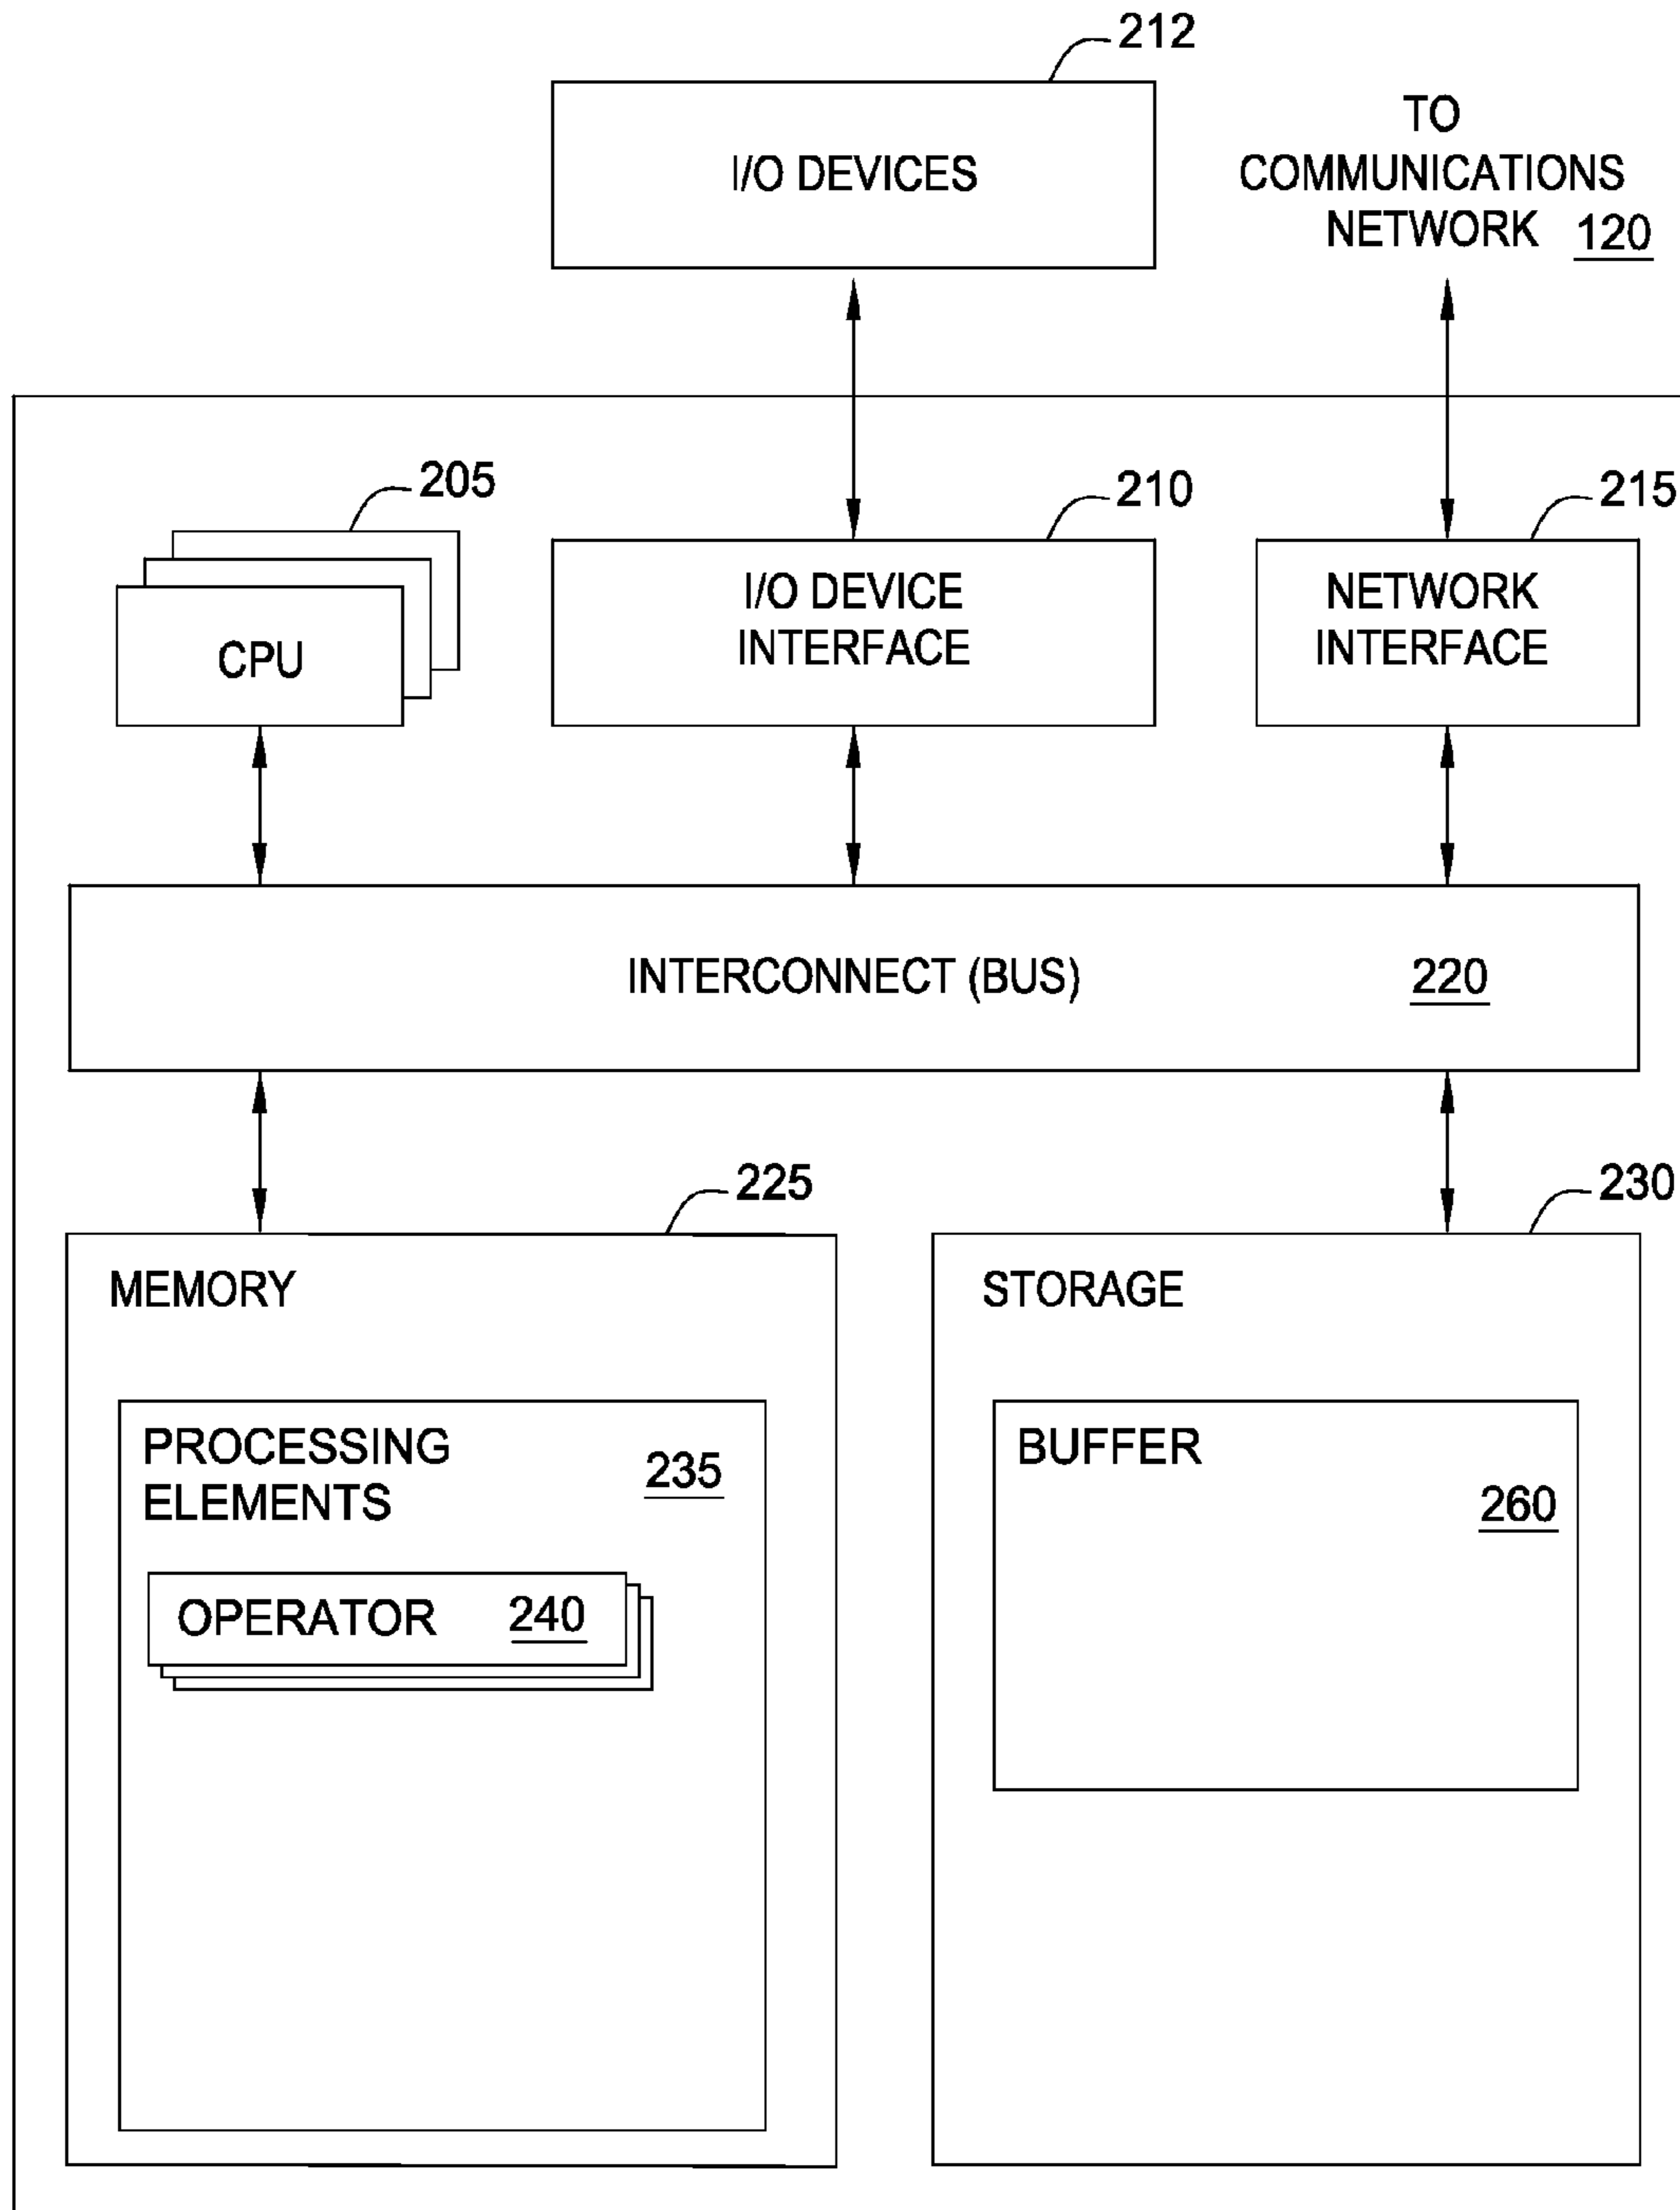 212
I/O DEVICES
TO
COMMUNICATIONS
NETWORK 120
205
210
215
CPU
I/O DEVICE
INTERFACE
NETWORK
INTERFACE
INTERCONNECT (BUS) 220
225
230
MEMORY
STORAGE
PROCESSING
ELEMENTS
235
BUFFER
260
OPERATOR 240